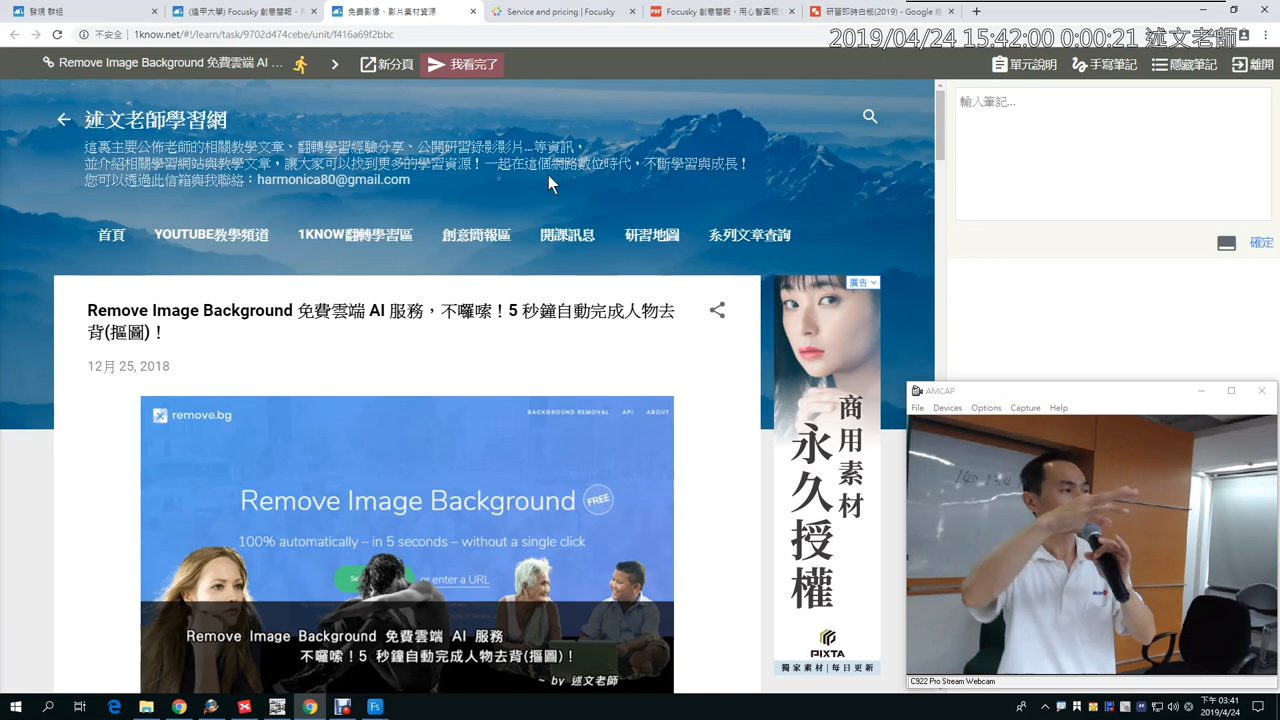 發現 群組
(逢甲大學) Focusky 創意簡報，
免費影像、影片素材資源
Service and pricing | Focusky
Focusky 創意簡報，用心智圖
研習即時白板(2019) - Google
不安全 | 1know.net/#!/learn/task/9702d474cebe/unit/f416a69f2bbc
2019/04/24 15:42:00 0:00:21 述文老師
Remove Image Background 免費雲端 AI ...
新分頁
我看完了
單元說明
手寫筆記
隱藏筆記
離開
述文老師學習網
這裏主要公佈老師的相關教學文章、翻轉學習經驗分享、公開研習錄影影片...等資訊，
並介紹相關學習網站與教學文章，讓大家可以找到更多的學習資源！一起在這個網路數位時代，不斷學習與成長！
您可以透過此信箱與我聯絡：harmonica80@gmail.com
首頁
YOUTUBE教學頻道
1KNOW翻轉學習區
創意簡報區
開課訊息
研習地圖
系列文章查詢
輸入筆記...
確定
Remove Image Background 免費雲端 AI 服務，不囉嗦！5 秒鐘自動完成人物去
背(摳圖)！
12月 25, 2018
remove.bg
BACKGROUND REMOVAL
API
ABOUT
Remove Image Background
FREE
100% automatically – in 5 seconds – without a single click
or enter a URL
Remove Image Background 免費雲端 AI 服務
不囉嗦！5 秒鐘自動完成人物去背(摳圖)！
~ by 述文老師
廣告
商用素材
永久授權
PIXTA
獨家素材 | 每日更新
AMCAP
File Devices Options Capture Help
C922 Pro Stream Webcam
下午 03:41
2019/4/24